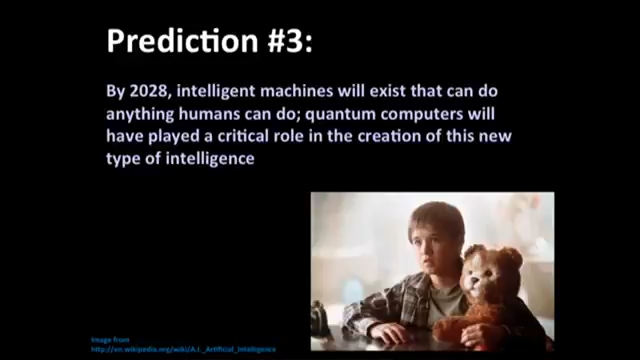 Prediction #3:
By 2028, intelligent machines will exist that can do
anything humans can do; quantum computers will
have played a critical role in the creation of this new
type of intelligence
Image from
http://en.wikipedia.org/wiki/A.I._Artificial_Intelligence